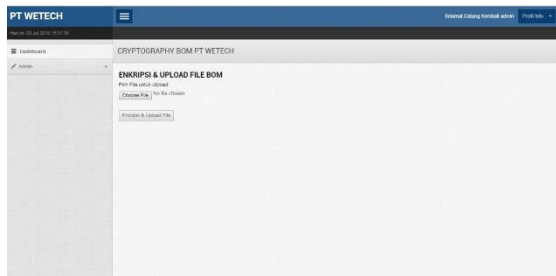 PT WETECH
Selamat Datang Kembali admin
Profil Info
Dashboard
Admin
CRYPTOGRAPHY BOM PT WETECH
ENKRIPSI & UPLOAD FILE BOM
Pilih File untuk Upload
Choose File No file chosen
Enkripsi & Upload File